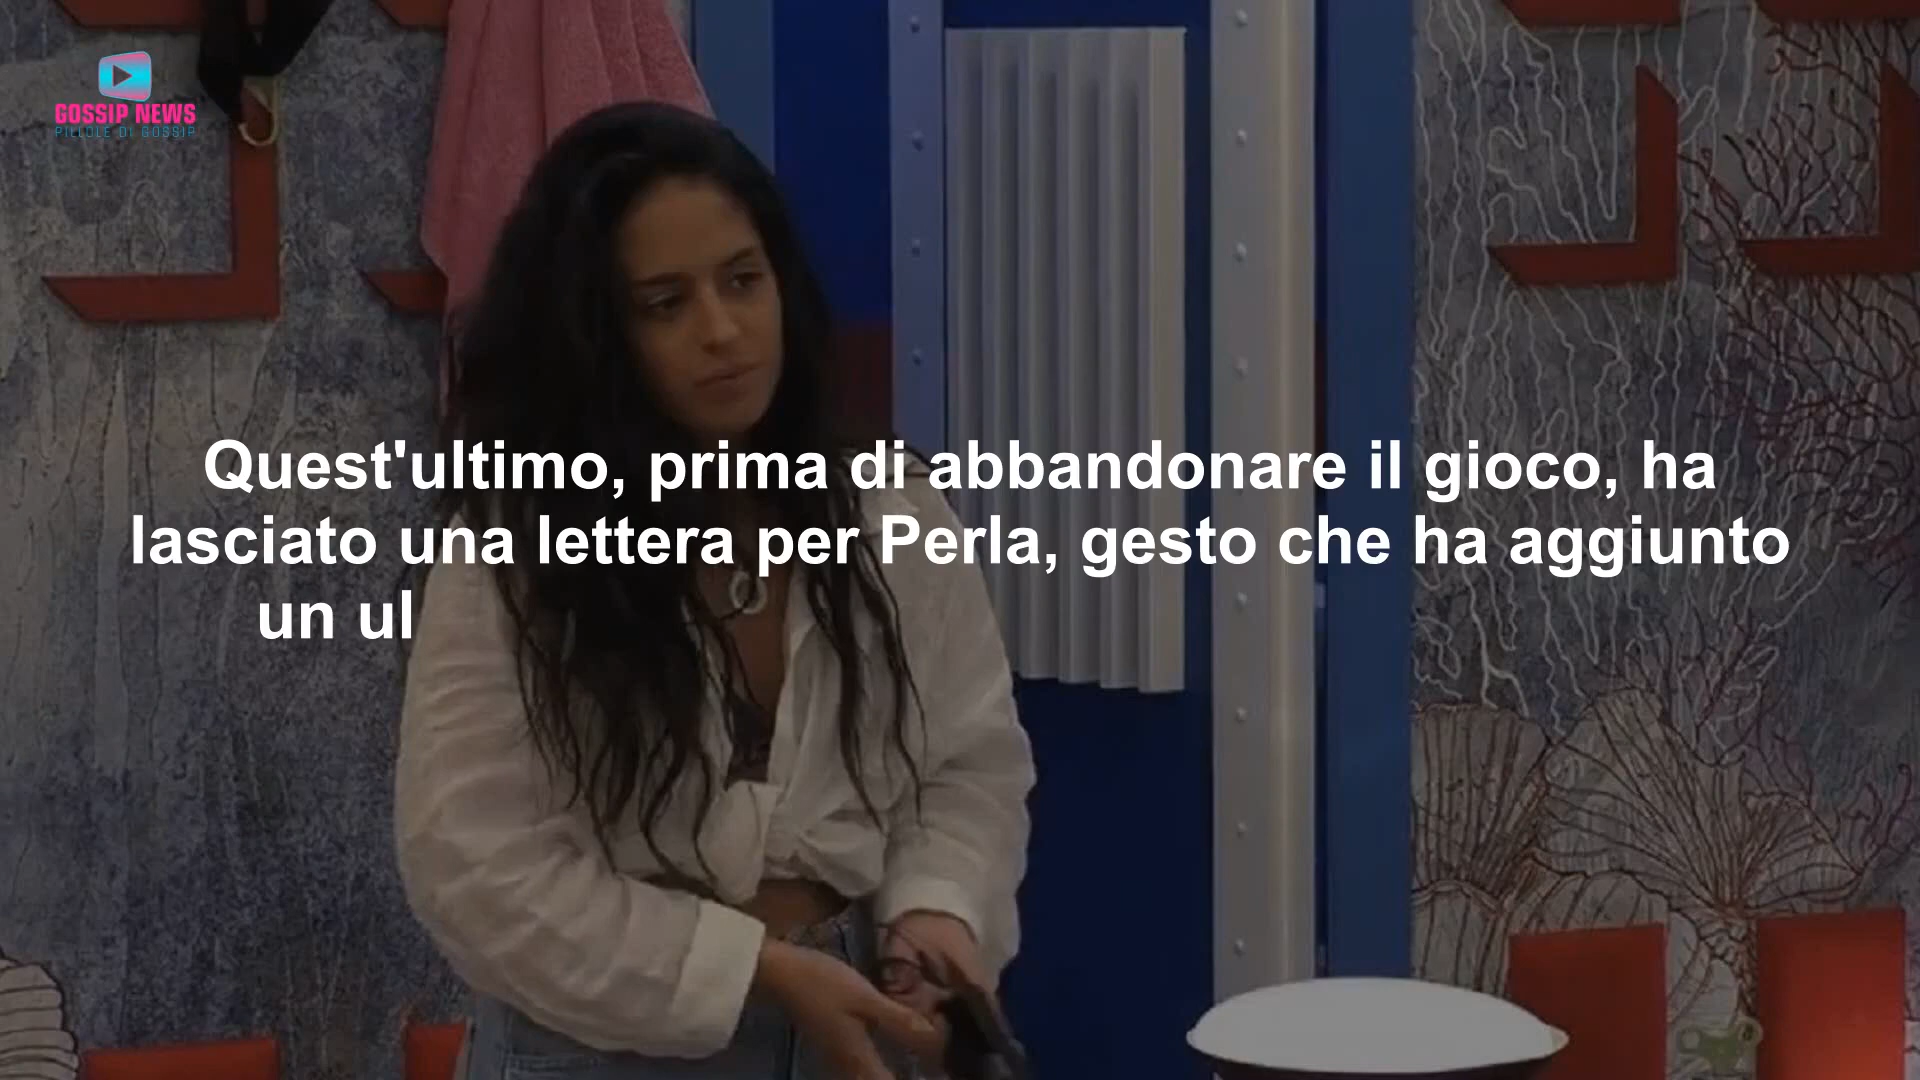 GOSSIP NEWS
PILLOLE DI GOSSIP
Quest'ultimo, prima di abbandonare il gioco, ha
lasciato una lettera per Perla, gesto che ha aggiunto
un ul